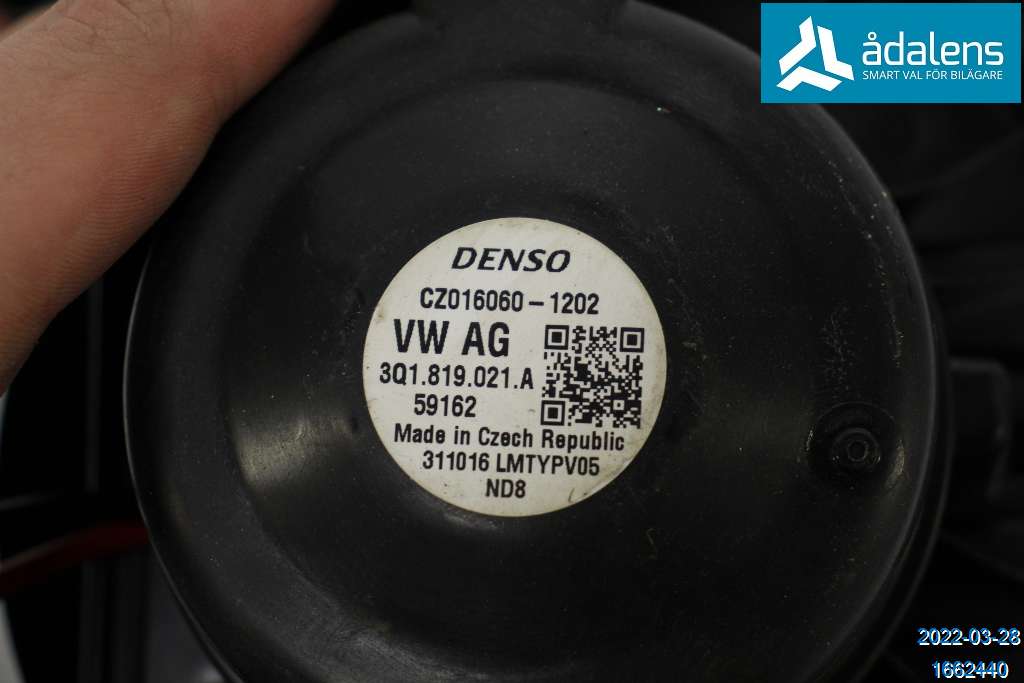 ådalens
SMART VAL FÖR BILÄGARE
DENSO
CZ016060-1202
VW AG
3Q1.819.021.A
59162
Made in Czech Republic
311016 LMTYPV05
ND8
2022-03-28
1662440